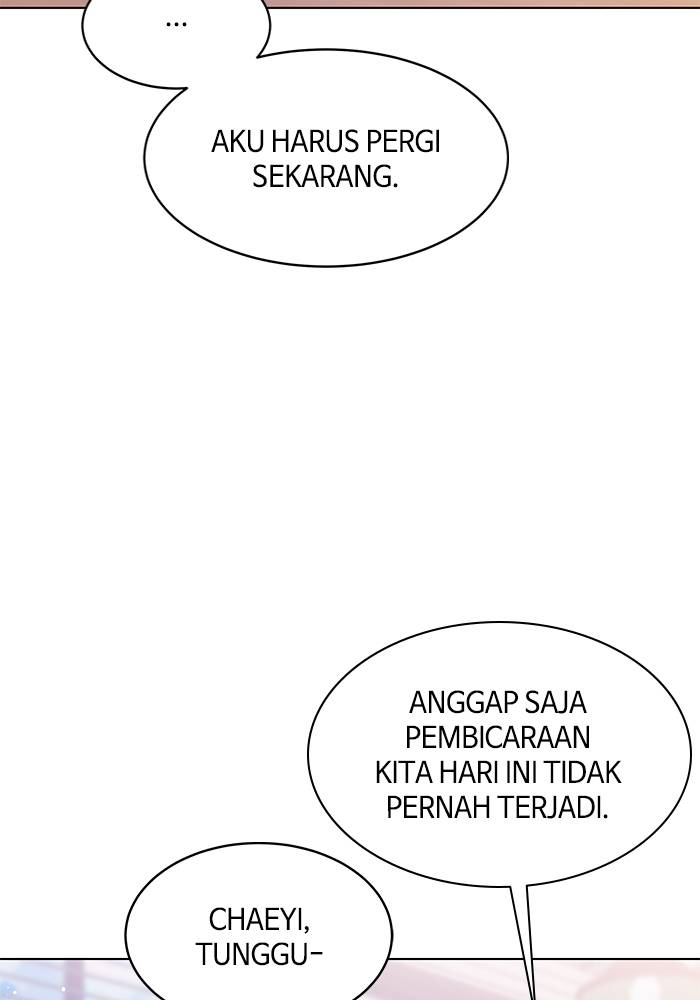 ...
AKU HARUS PERGI
SEKARANG.
ANGGAP SAJA
PEMBICARAAN
KITA HARI INI TIDAK
PERNAH TERJADI.
CHAEYI,
TUNGGU-